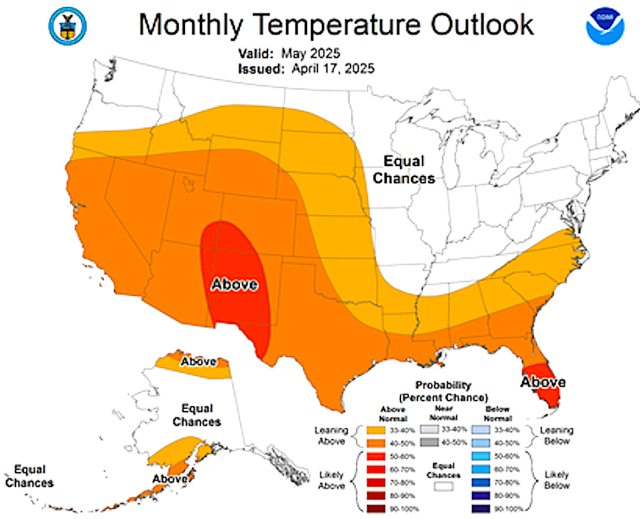 Monthly Temperature Outlook
Valid: May 2025
Issued: April 17, 2025
NOAA
Equal
Chances
Above
Above
Above
Equal
Chances
Above
Equal
Chances
Probability
(Percent Chance)
Above
Normal
Near
Normal
Below
Normal
Leaning
Above
33-40%
33-40%
33-40%
Leaning
Below
40-50%
40-50%
40-50%
Likely
Above
50-60%
50-60%
Likely
Below
60-70%
60-70%
70-80%
Equal
Chances
70-80%
80-90%
80-90%
90-100%
90-100%